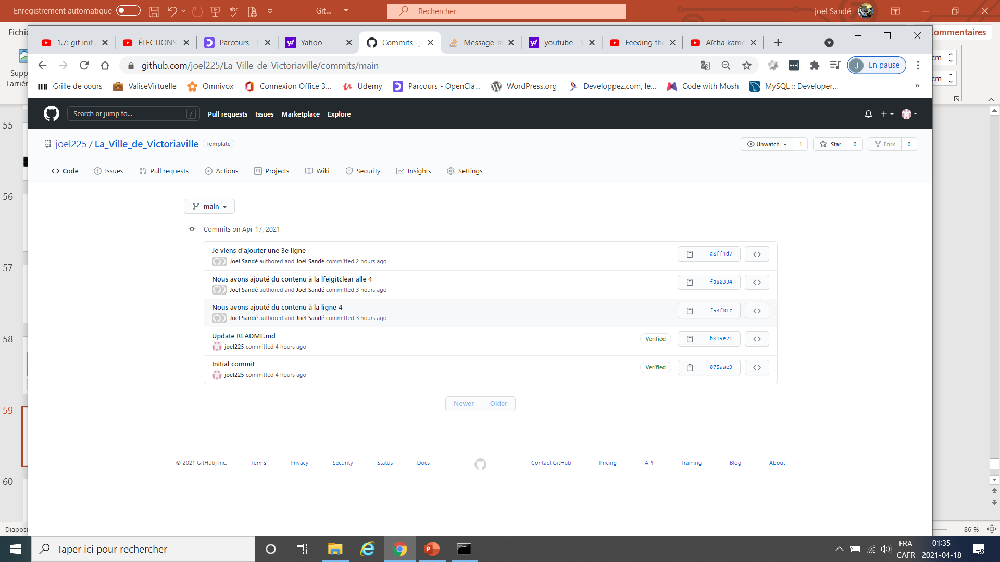 Enregistrement automatique
Git...
Rechercher
joel Sandé
Fichie
Commentaires
Supp
l'arrièr
cm
cm
1.7: git init
ÉLECTIONS
Parcours - O
Yahoo
Commits · j
Message 's
youtube - Y
Feeding the
Aïcha kamo
github.com/joel225/La_Ville_de_Victoriaville/commits/main
J En pause
Grille de cours
ValiseVirtuelle
Omnivox
Connexion Office 3...
Udemy
Parcours - OpenCla...
WordPress.org
Developpez.com, le...
Code with Mosh
MySQL :: Developer...
»
Search or jump to... /
Pull requests Issues Marketplace Explore
joel225 / La_Ville_de_Victoriaville Template
Unwatch 1
Star 0
Fork 0
Code
Issues
Pull requests
Actions
Projects
Wiki
Security
Insights
Settings
main
Commits on Apr 17, 2021
Je viens d'ajouter une 3e ligne
Joel Sandé authored and Joel Sandé committed 2 hours ago
d8ff4d7
Nous avons ajouté du contenu à la lfeigitclear alle 4
Joel Sandé authored and Joel Sandé committed 3 hours ago
fa80334
Nous avons ajouté du contenu à la ligne 4
Joel Sandé authored and Joel Sandé committed 3 hours ago
f53f01c
Update README.md
joel225 committed 4 hours ago
Verified
b819e21
Initial commit
joel225 committed 4 hours ago
Verified
075aae3
Newer Older
© 2021 GitHub, Inc. Terms Privacy Security Status Docs Contact GitHub Pricing API Training Blog About
55
56
57
58
59
60
Diaposi
86 %
Taper ici pour rechercher
FRA
CAFR
01:35
2021-04-18